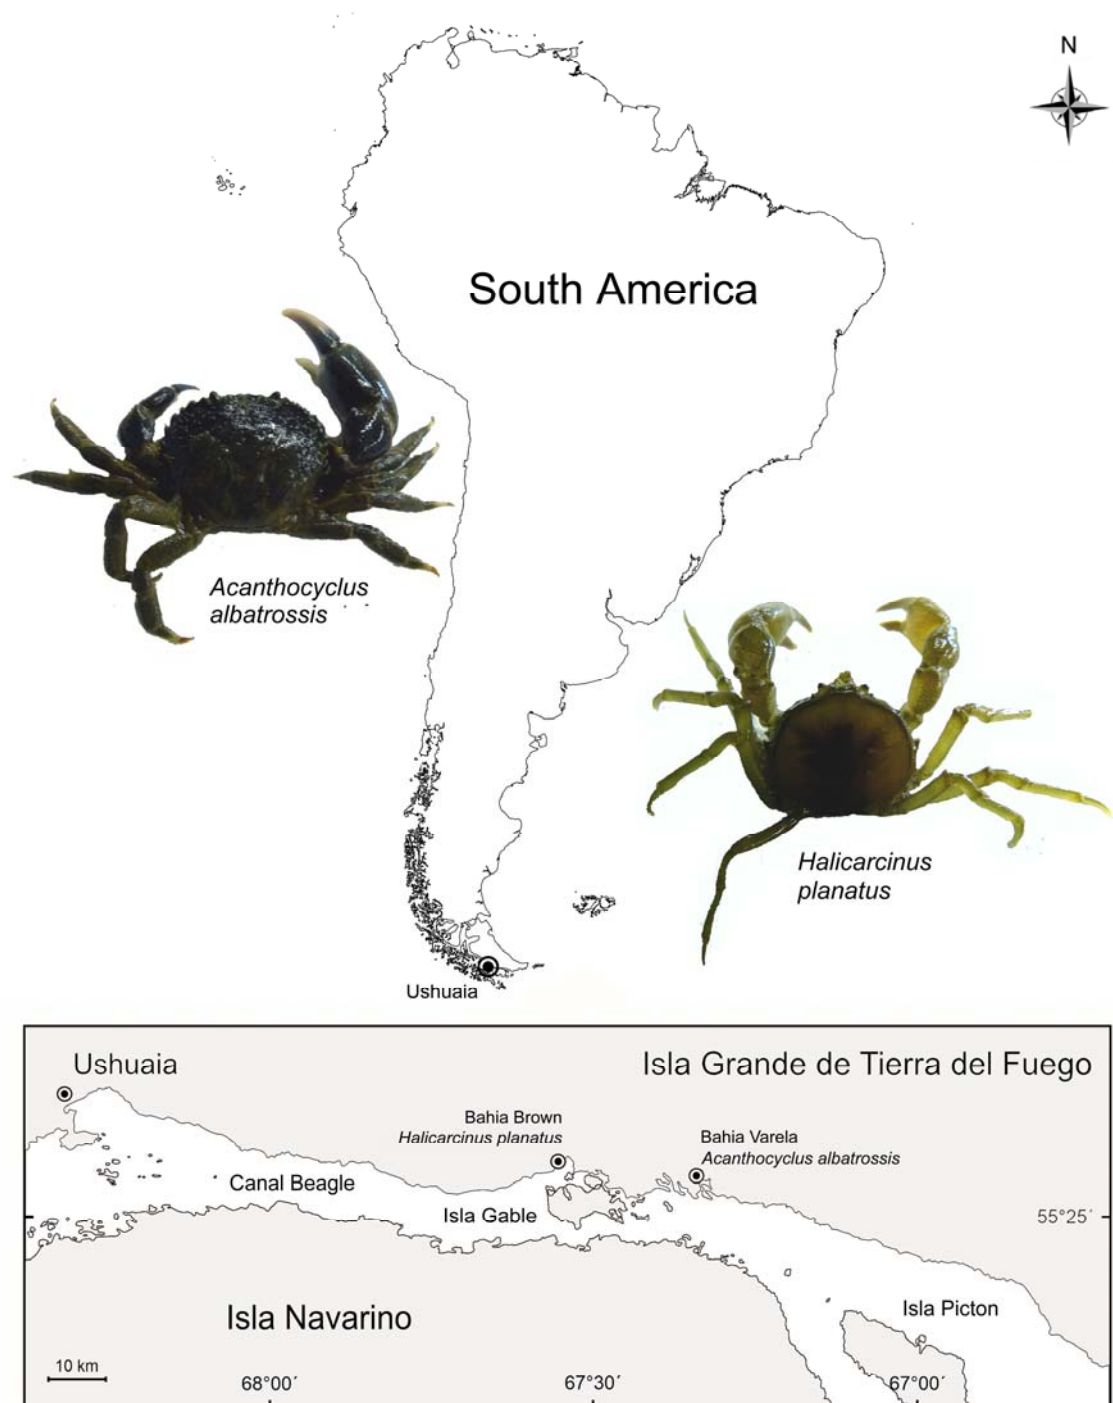 N
South America
Acanthocyclus
albatrossis
Halicarcinus
planatus
Ushuaia
Ushuaia
Isla Grande de Tierra del Fuego
Bahia Brown
Halicarcinus planatus
Bahia Varela
Acanthocyclus albatrossis
Canal Beagle
Isla Gable
55°25´
Isla Navarino
Isla Picton
10 km
68°00´
67°30´
67°00´